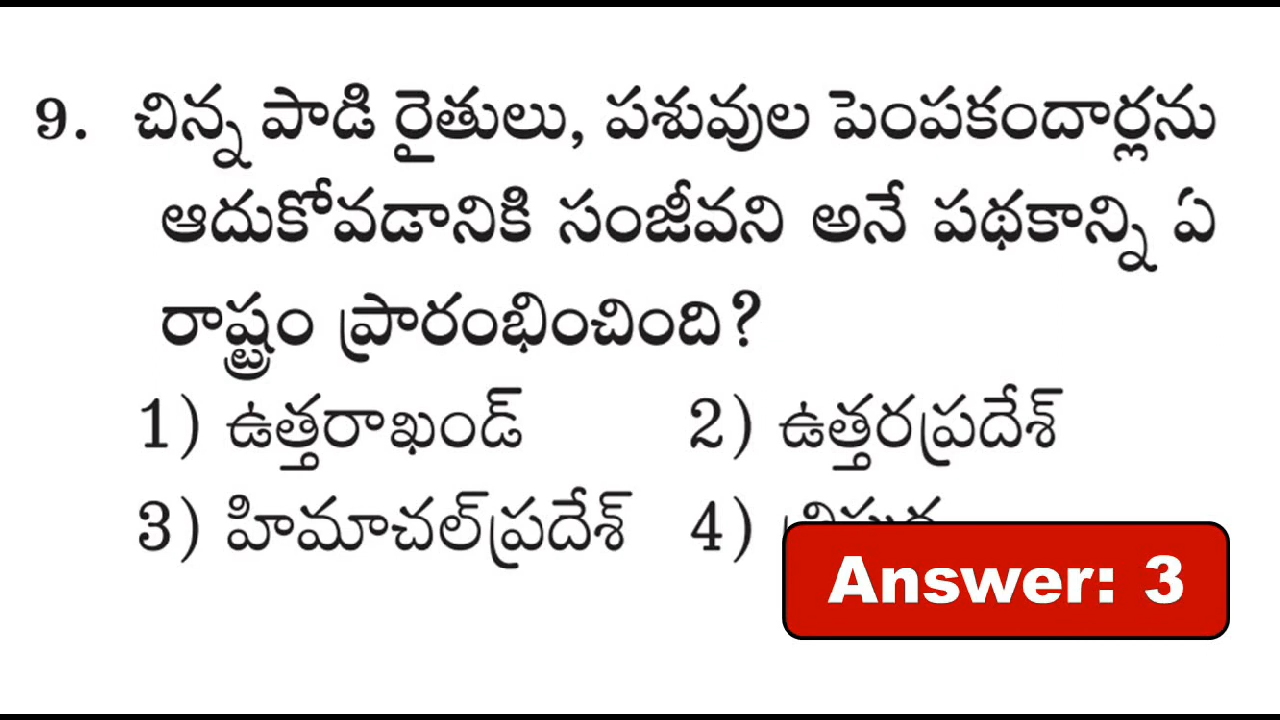 9. చిన్న పాడి రైతులు, పశువుల పెంపకందార్లను
ఆదుకోవడానికి సంజీవని అనే పథకాన్ని ఏ
రాష్ట్రం ప్రారంభించింది?
1) ఉత్తరాఖండ్ 2) ఉత్తరప్రదేశ్
3) హిమాచల్‌ప్రదేశ్ 4)
Answer: 3